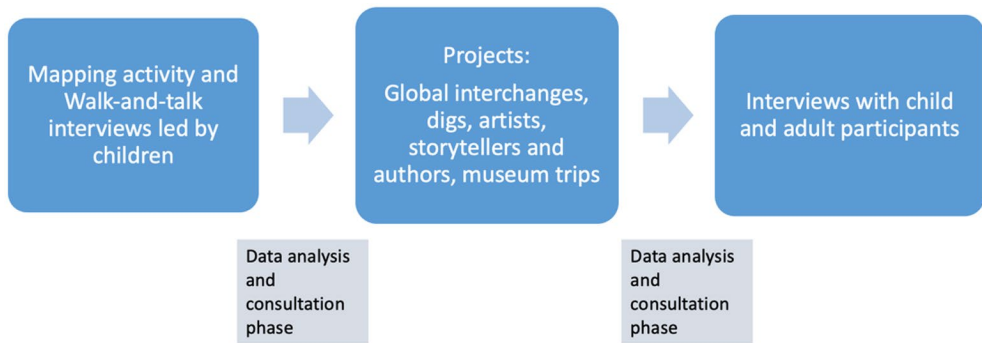 Mapping activity and
Walk-and-talk
interviews led by
children
Projects:
Global interchanges,
digs, artists,
storytellers and
authors, museum trips
Interviews with child
and adult participants
Data analysis
and
consultation
phase
Data analysis
and
consultation
phase